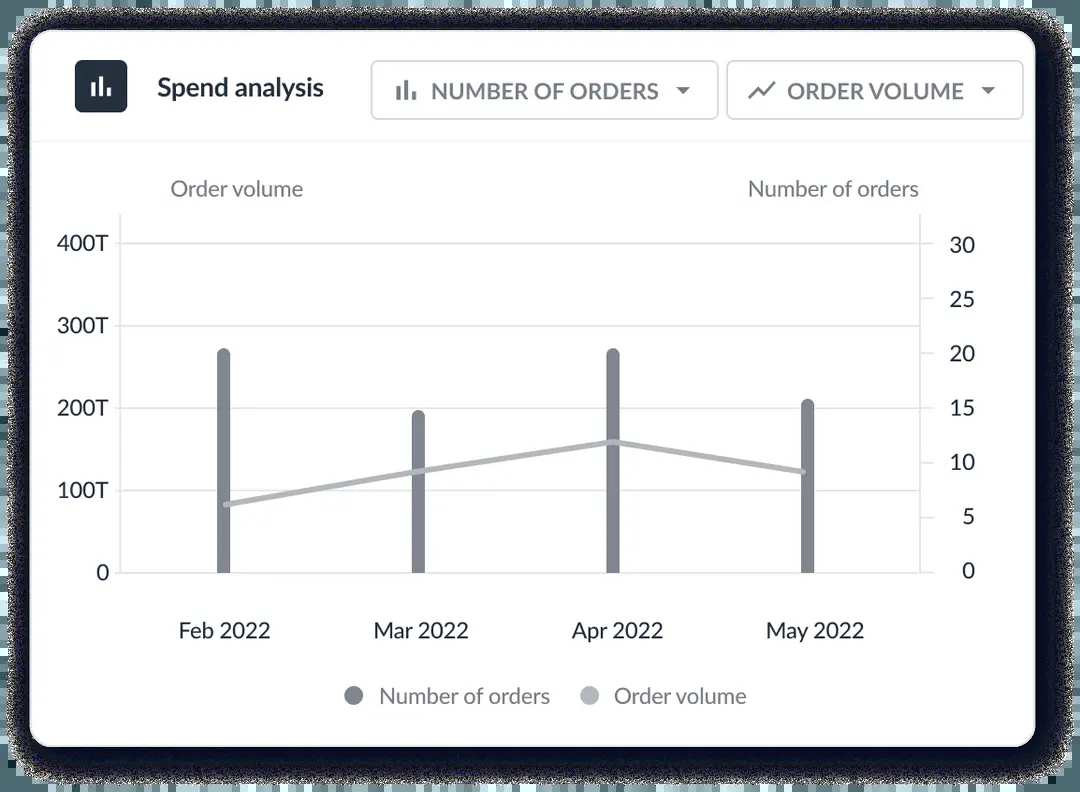 Spend analysis
NUMBER OF ORDERS
ORDER VOLUME
Order volume
Number of orders
400T
300T
200T
100T
0
30
25
20
15
10
5
0
Feb 2022
Mar 2022
Apr 2022
May 2022
Number of orders
Order volume